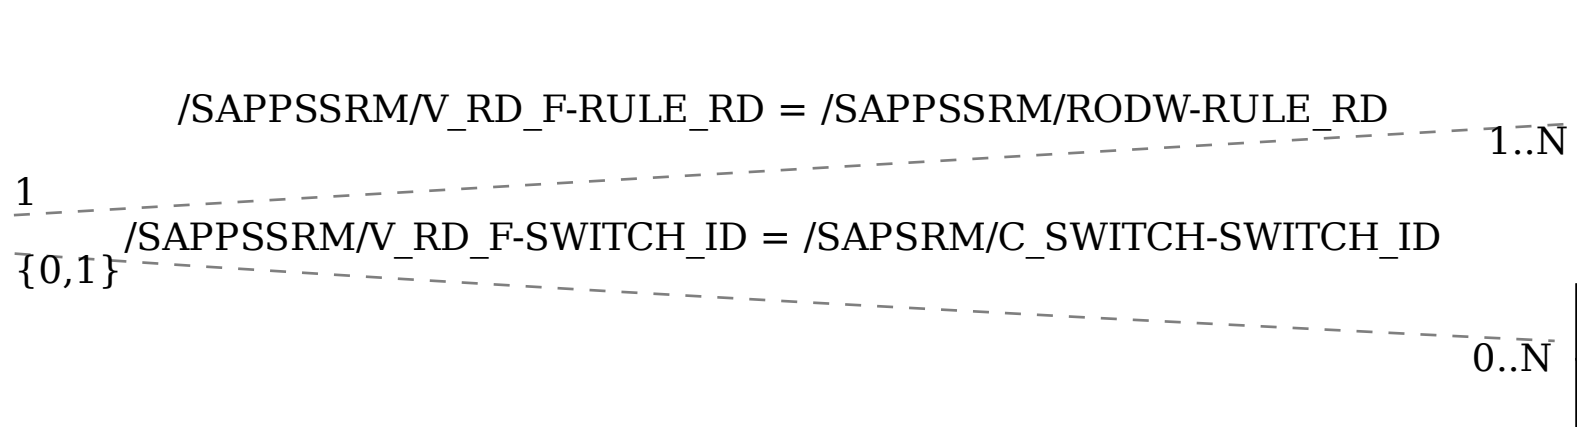 /SAPPSSRM/V_RD_F-RULE_RD = /SAPPSSRM/RODW-RULE_RD
1..N
1
/SAPPSSRM/V_RD_F-SWITCH_ID = /SAPSRM/C_SWITCH-SWITCH_ID
{0,1}
0..N